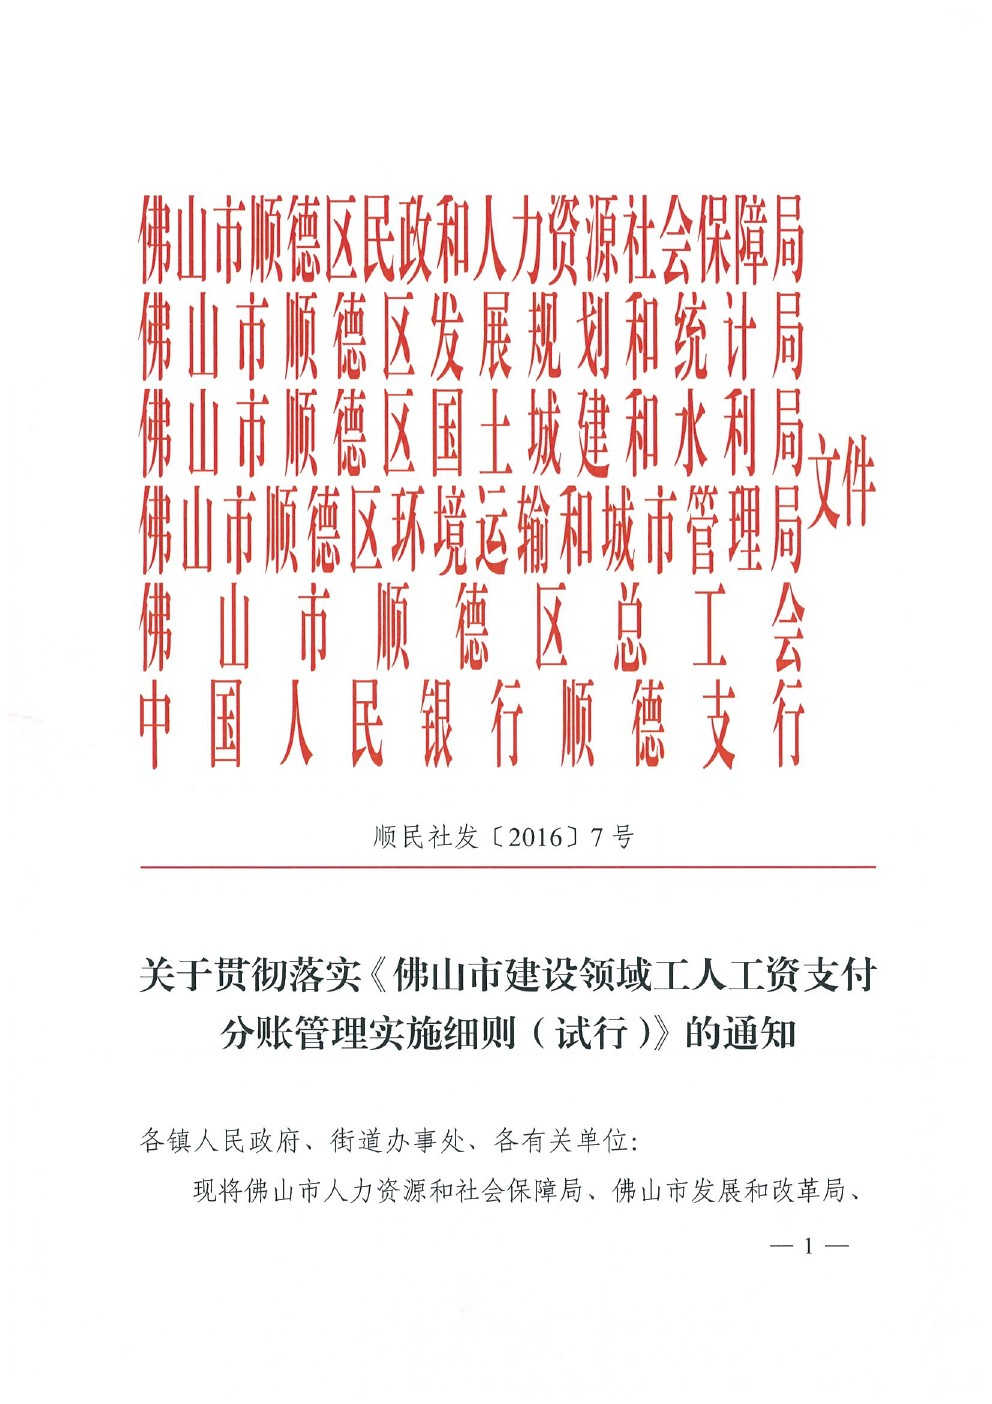 佛山市顺德区民政和人力资源社会保障局
佛山市顺德区发展规划和统计局
佛山市顺德区国土城建和水利局
佛山市顺德区环境运输和城市管理局
佛山市顺德区总工会
中国人民银行顺德支行
文件
顺民社发〔2016〕7号
关于贯彻落实《佛山市建设领域工人工资支付
分账管理实施细则（试行）》的通知
各镇人民政府、街道办事处、各有关单位：
现将佛山市人力资源和社会保障局、佛山市发展和改革局、
— 1 —